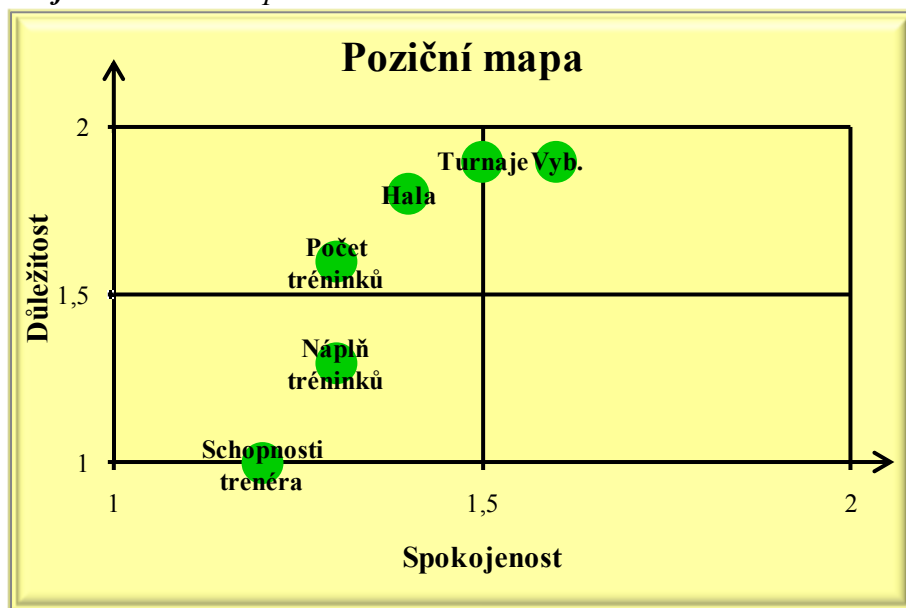 Poziční mapa
2
Turnaje Vyb.
Hala
Počet
tréninků
Důležitost
1,5
Náplň
tréninků
Schopnosti
trenéra
1
1
1,5
2
Spokojenost